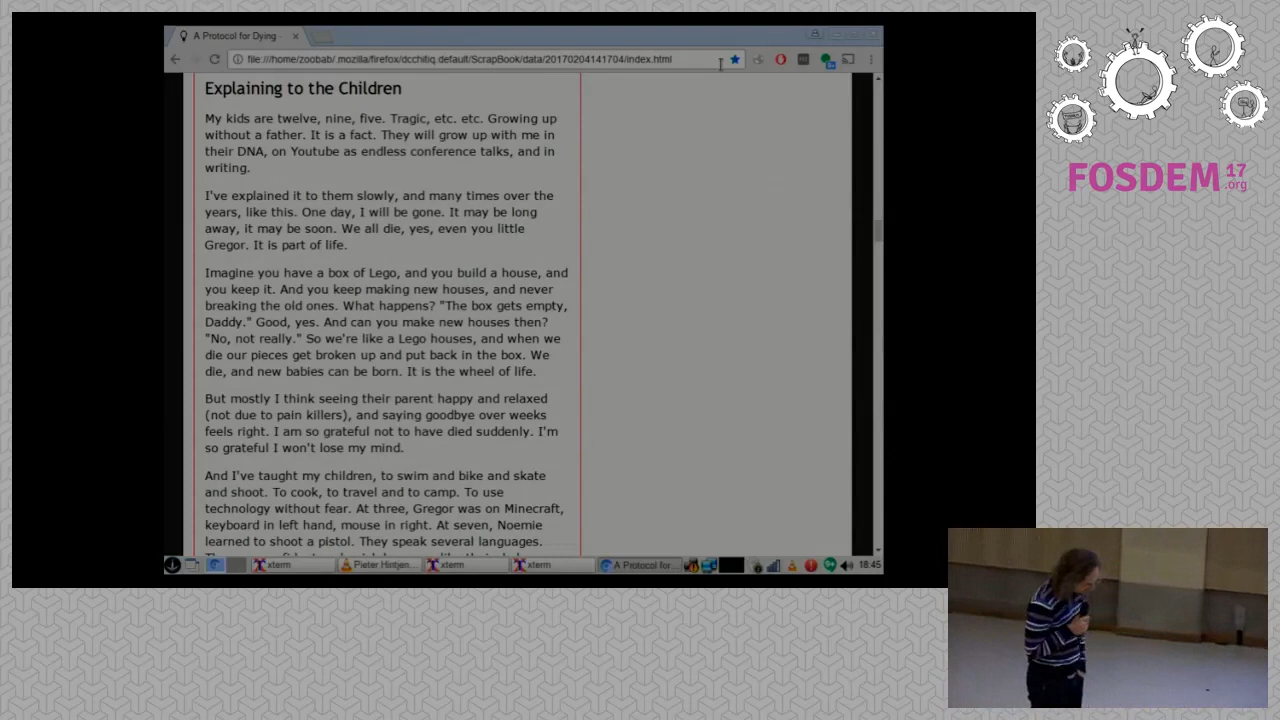 A Protocol for Dying
file:///home/zoobab/.mozilla/firefox/dcchitiq.default/ScrapBook/data/20170204141704/index.html
Explaining to the Children
My kids are twelve, nine, five. Tragic, etc. etc. Growing up
without a father. It is a fact. They will grow up with me in
their DNA, on Youtube as endless conference talks, and in
writing.
I've explained it to them slowly, and many times over the
years, like this. One day, I will be gone. It may be long
away, it may be soon. We all die, yes, even you little
Gregor. It is part of life.
Imagine you have a box of Lego, and you build a house, and
you keep it. And you keep making new houses, and never
breaking the old ones. What happens? "The box gets empty,
Daddy." Good, yes. And can you make new houses then?
"No, not really." So we're like a Lego houses, and when we
die our pieces get broken up and put back in the box. We
die, and new babies can be born. It is the wheel of life.
But mostly I think seeing their parent happy and relaxed
(not due to pain killers), and saying goodbye over weeks
feels right. I am so grateful not to have died suddenly. I'm
so grateful I won't lose my mind.
And I've taught my children, to swim and bike and skate
and shoot. To cook, to travel and to camp. To use
technology without fear. At three, Gregor was on Minecraft,
keyboard in left hand, mouse in right. At seven, Noemie
learned to shoot a pistol. They speak several languages.
xterm
Pieter Hintjen...
xterm
xterm
A Protocol for...
18:45
FOSDEM 17
.org